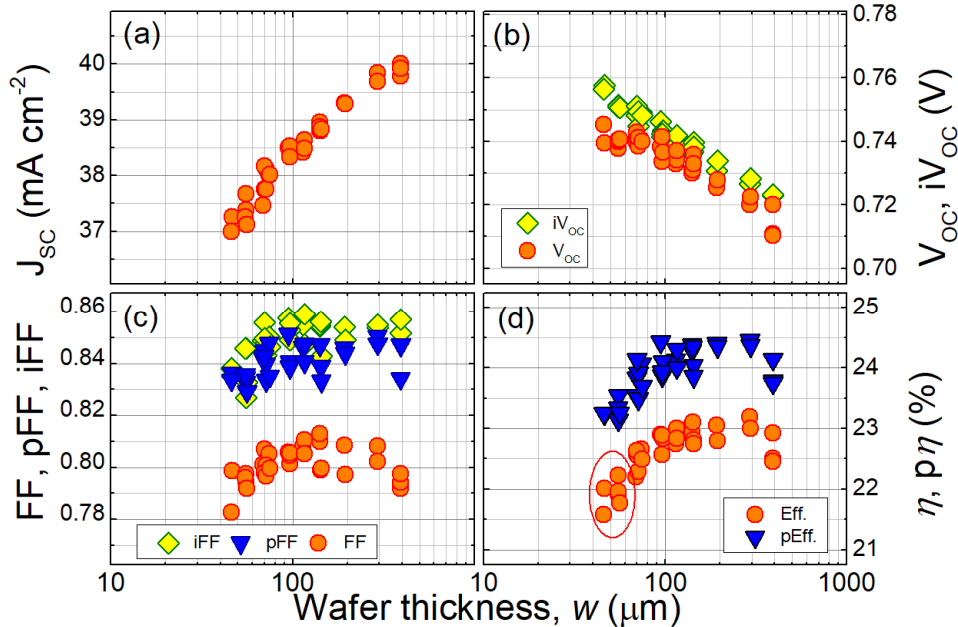 (a)
40
39
38
37
J_SC (mA cm⁻²)
(b)
0.78
0.76
0.74
0.72
0.70
V_OC, iV_OC (V)
iV_OC
V_OC
(c)
0.86
0.84
0.82
0.80
0.78
FF, pFF, iFF
iFF pFF FF
(d)
25
24
23
22
21
η, pη (%)
Eff.
pEff.
10 100 10 100 1000
Wafer thickness, w (μm)